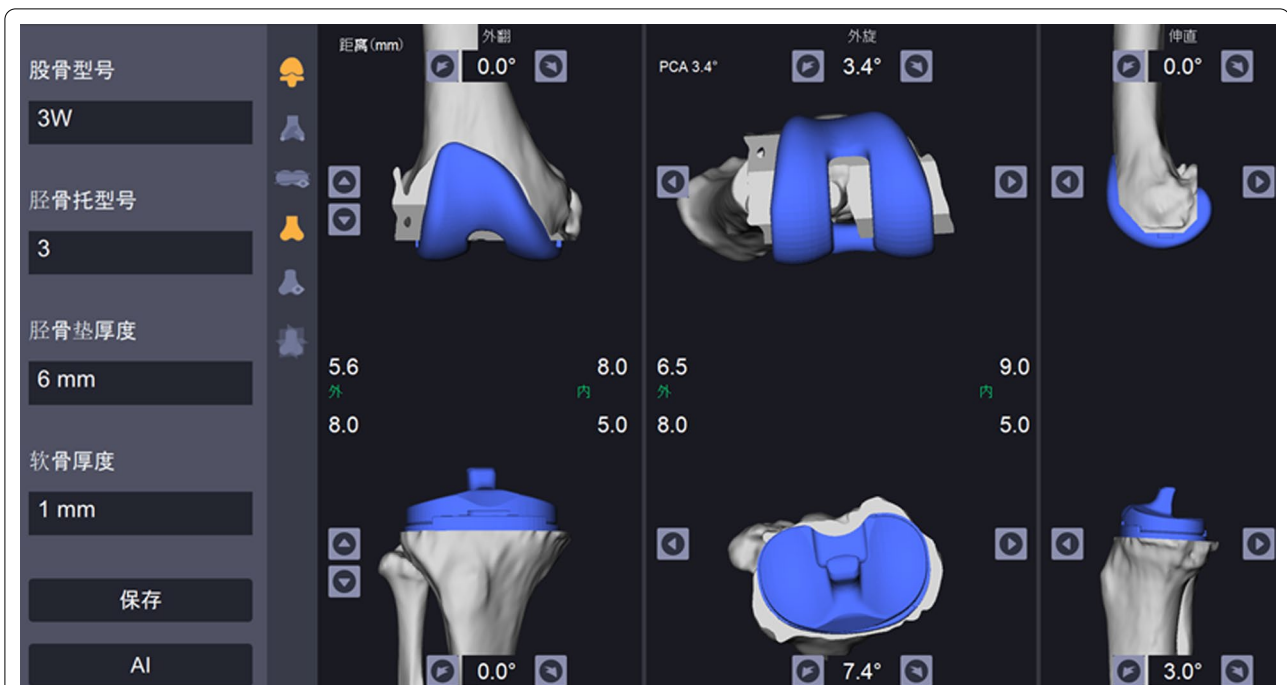 股骨型号
3W
胫骨托型号
3
胫骨垫厚度
6 mm
软骨厚度
1 mm
保存
AI
距离(mm)
外翻
0.0°
5.6
8.0
外
内
8.0
5.0
0.0°
外旋
PCA 3.4°
3.4°
6.5
9.0
外
内
8.0
5.0
7.4°
伸直
0.0°
3.0°